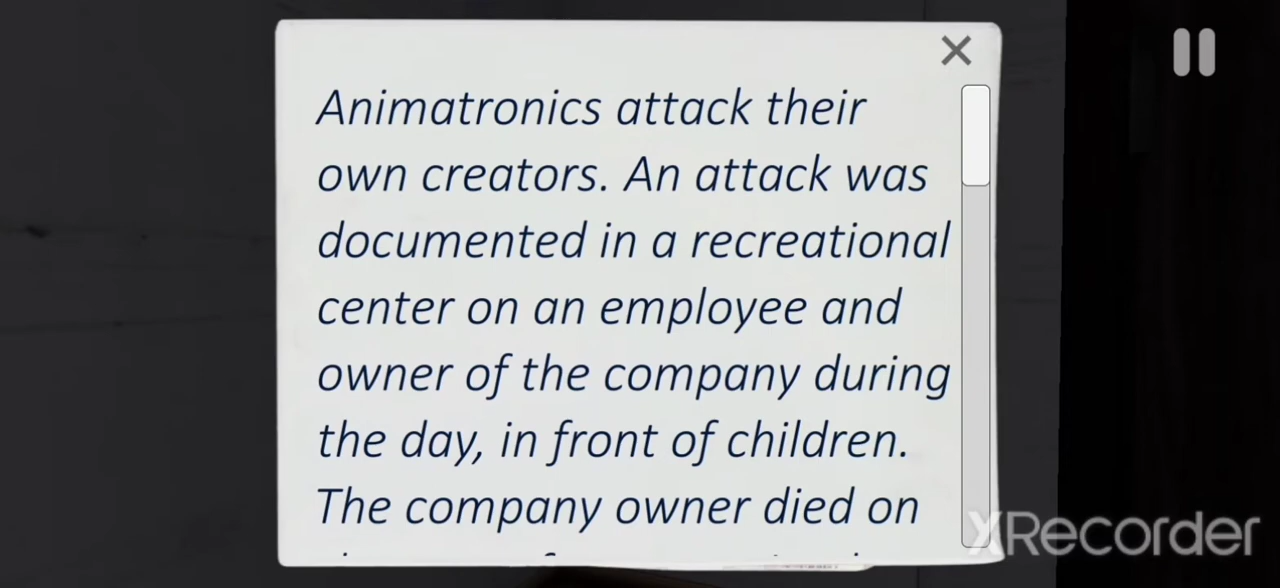 Animatronics attack their
own creators. An attack was
documented in a recreational
center on an employee and
owner of the company during
the day, in front of children.
The company owner died on
XRecorder